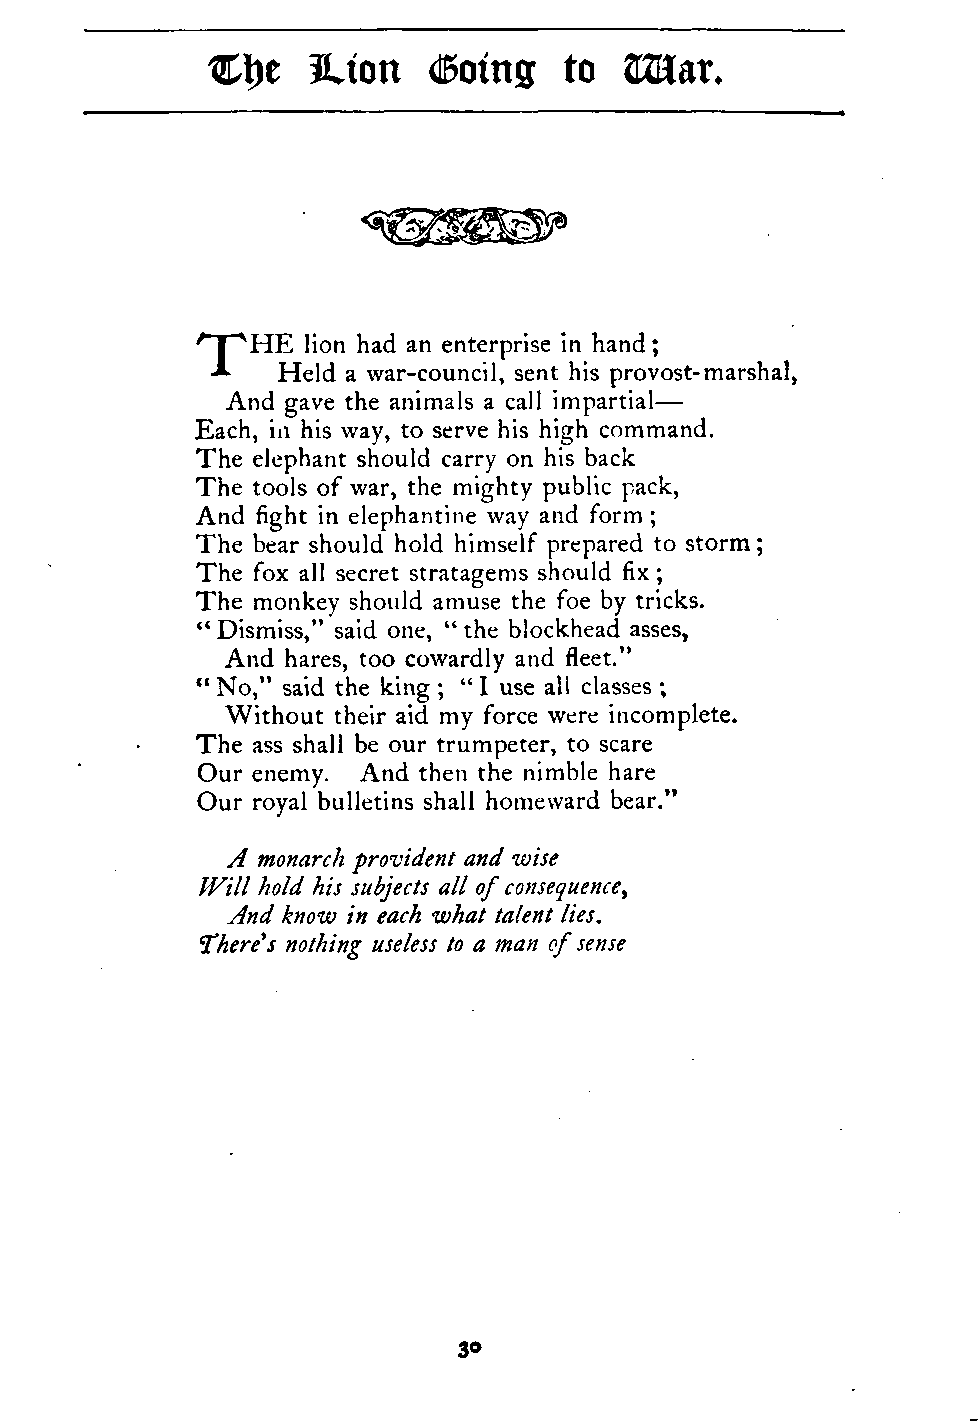 The Lion Going to War.
THE lion had an enterprise in hand;
Held a war-council, sent his provost-marshal,
And gave the animals a call impartial—
Each, in his way, to serve his high command.
The elephant should carry on his back
The tools of war, the mighty public pack,
And fight in elephantine way and form;
The bear should hold himself prepared to storm;
The fox all secret stratagems should fix;
The monkey should amuse the foe by tricks.
“Dismiss,” said one, “the blockhead asses,
And hares, too cowardly and fleet.”
“No,” said the king; “I use all classes;
Without their aid my force were incomplete.
The ass shall be our trumpeter, to scare
Our enemy. And then the nimble hare
Our royal bulletins shall homeward bear.”
A monarch provident and wise
Will hold his subjects all of consequence,
And know in each what talent lies.
There's nothing useless to a man of sense
30